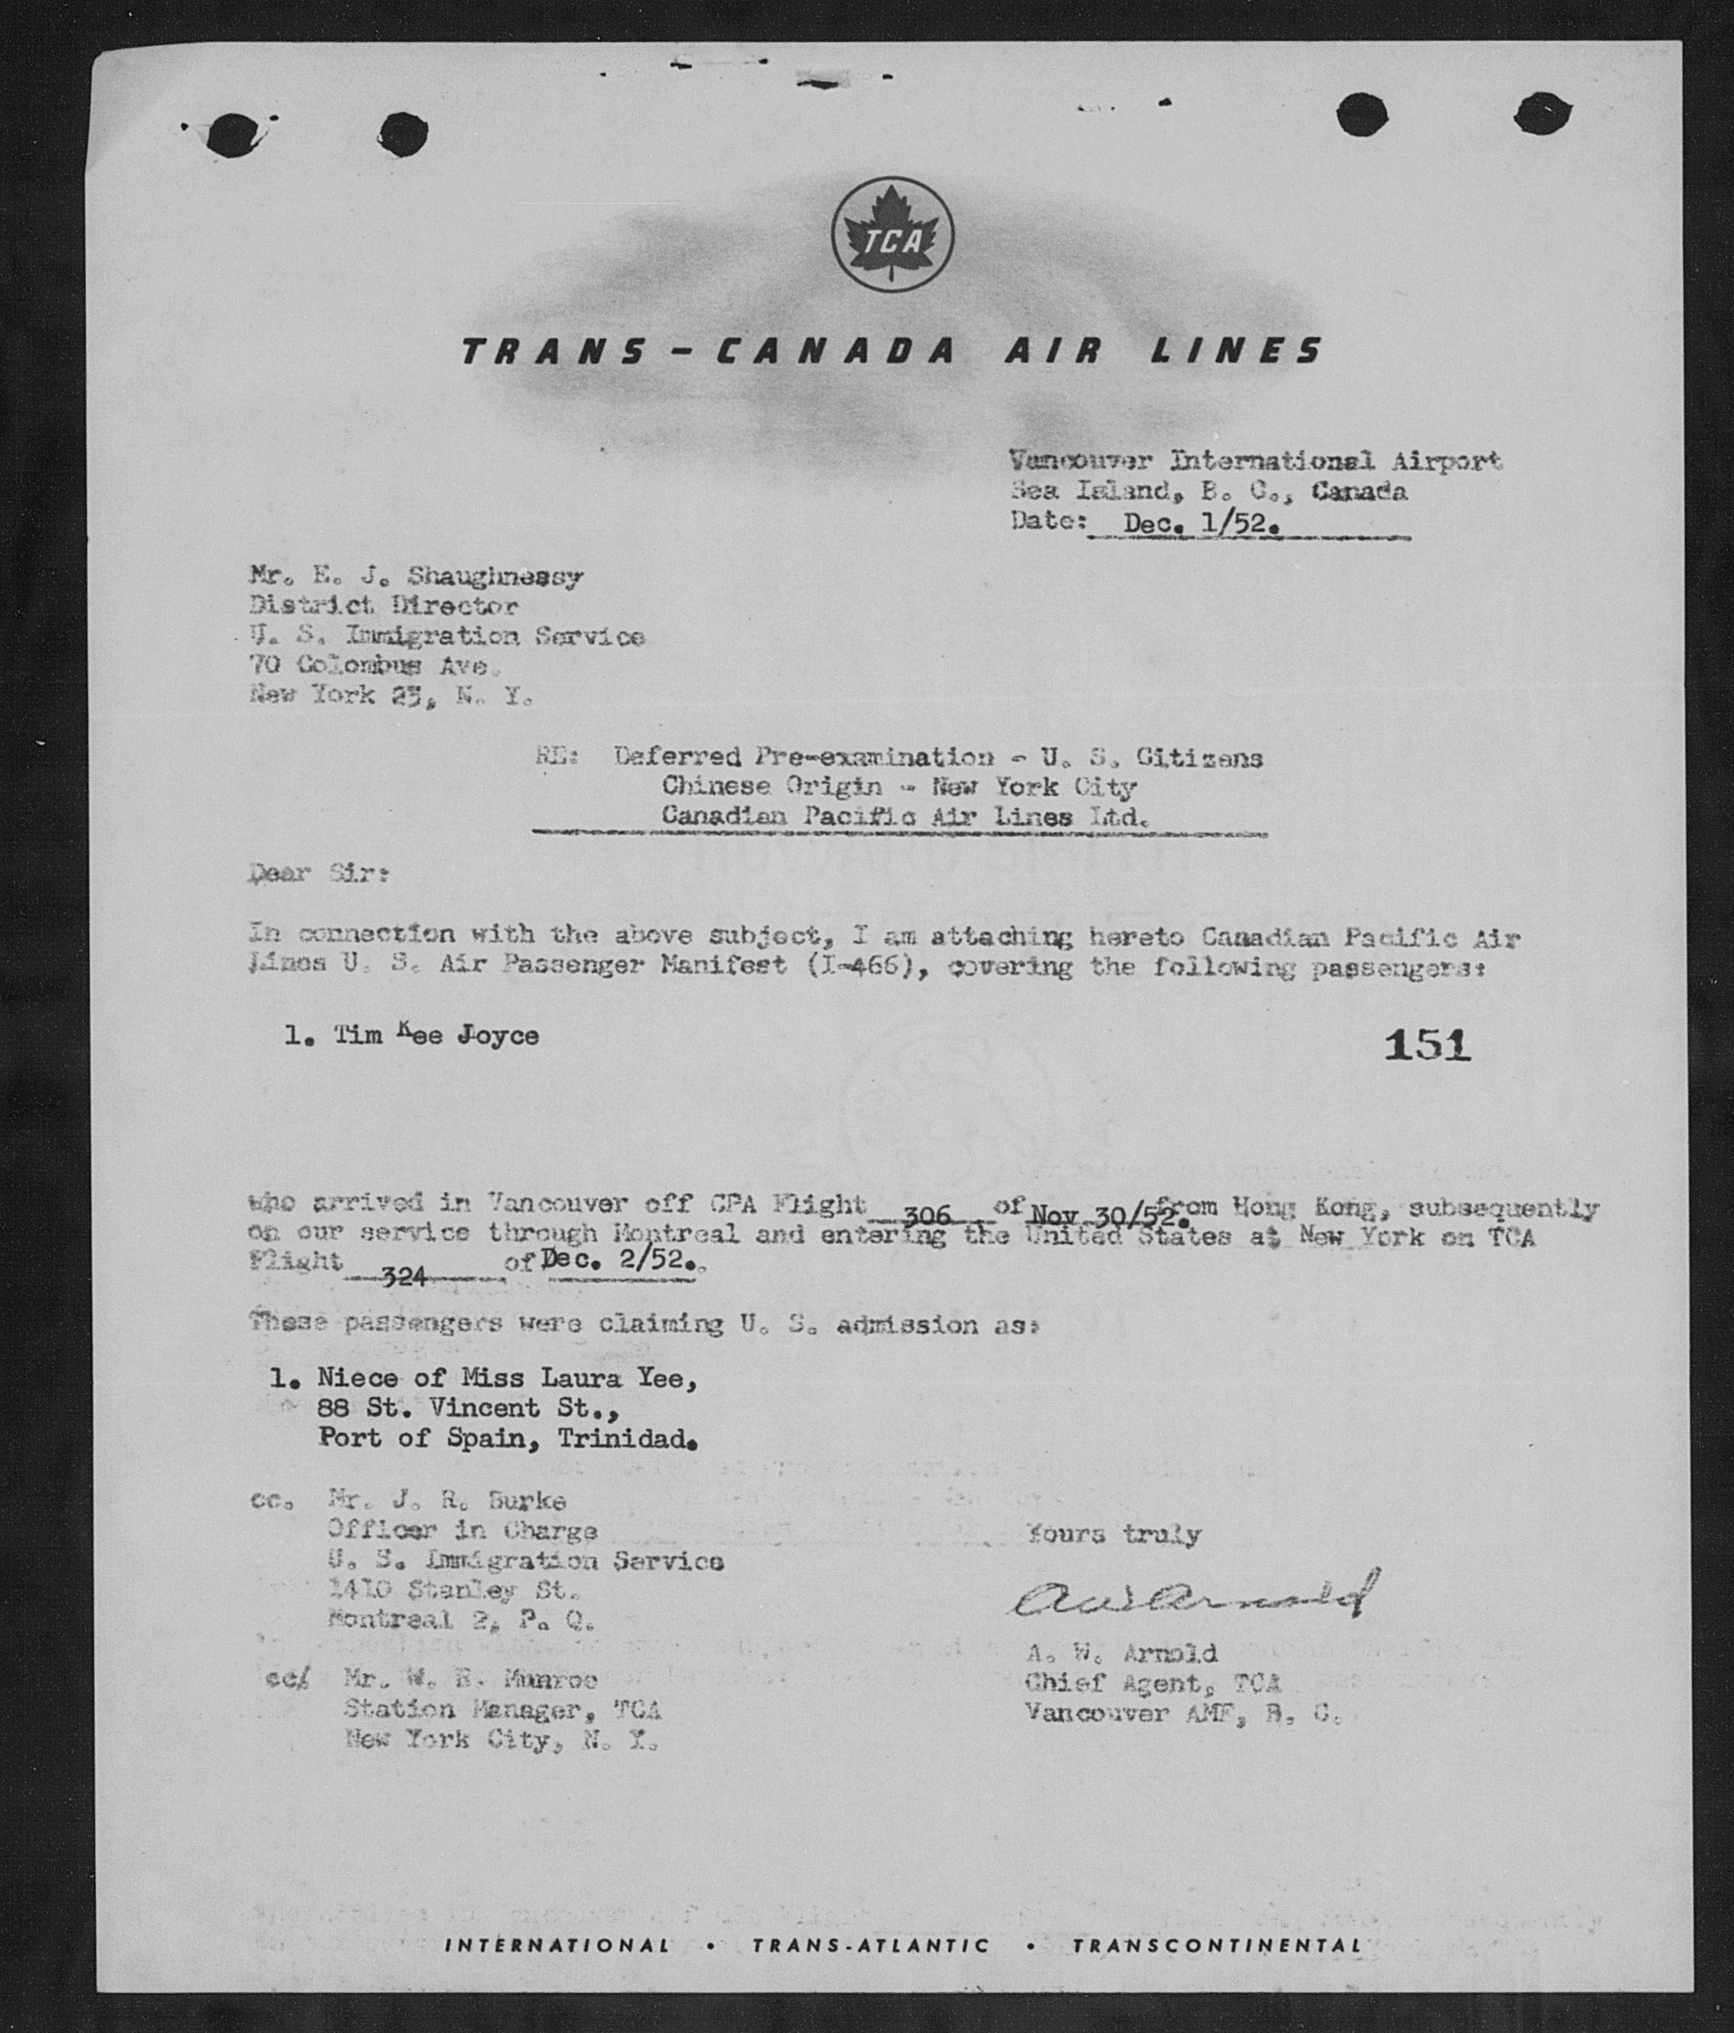 TCA
TRANS - CANADA AIR LINES
Vancouver International Airport
Sea Island, B. C., Canada
Date: Dec. 1/52.
Mr. E. J. Shaughnessy
District Director
U. S. Immigration Service
70 Colombus Ave.
New York 23, N. Y.
RE: Deferred Pre-examination - U. S. Citizens
Chinese Origin - New York City
Canadian Pacific Air Lines Ltd.
Dear Sir:
In connection with the above subject, I am attaching hereto Canadian Pacific Air
Lines U. S. Air Passenger Manifest (I-466), covering the following passengers:
1. Tim Kee Joyce
151
who arrived in Vancouver off CPA Flight 306 of Nov 30/52. from Hong Kong, subsequently
on our service through Montreal and entering the United States at New York on TCA
Flight 324 of Dec. 2/52..
These passengers were claiming U. S. admission as:
1. Niece of Miss Laura Yee,
88 St. Vincent St.,
Port of Spain, Trinidad.
cc. Mr. J. R. Burke
Officer in Charge
U. S. Immigration Service
1410 Stanley St.
Montreal 2, P. Q.
Yours truly
AW Arnold
A. W. Arnold
Chief Agent, TCA
Vancouver AMF, B. C.
cc/ Mr. W. E. Munroe
Station Manager, TCA
New York City, N. Y.
INTERNATIONAL • TRANS-ATLANTIC • TRANSCONTINENTAL